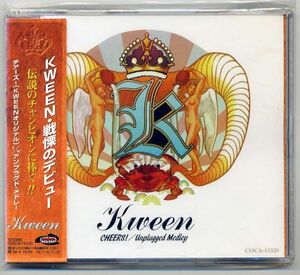 KWEEN・戦慄のデビュー
伝説のチャンピオンに捧ぐ!!
チアーズ!〈KWEENオリジナル〉/アンプラグド・メドレー
Kween
K
Kween
CHEERS!/Unplugged Medley
COCA-13320